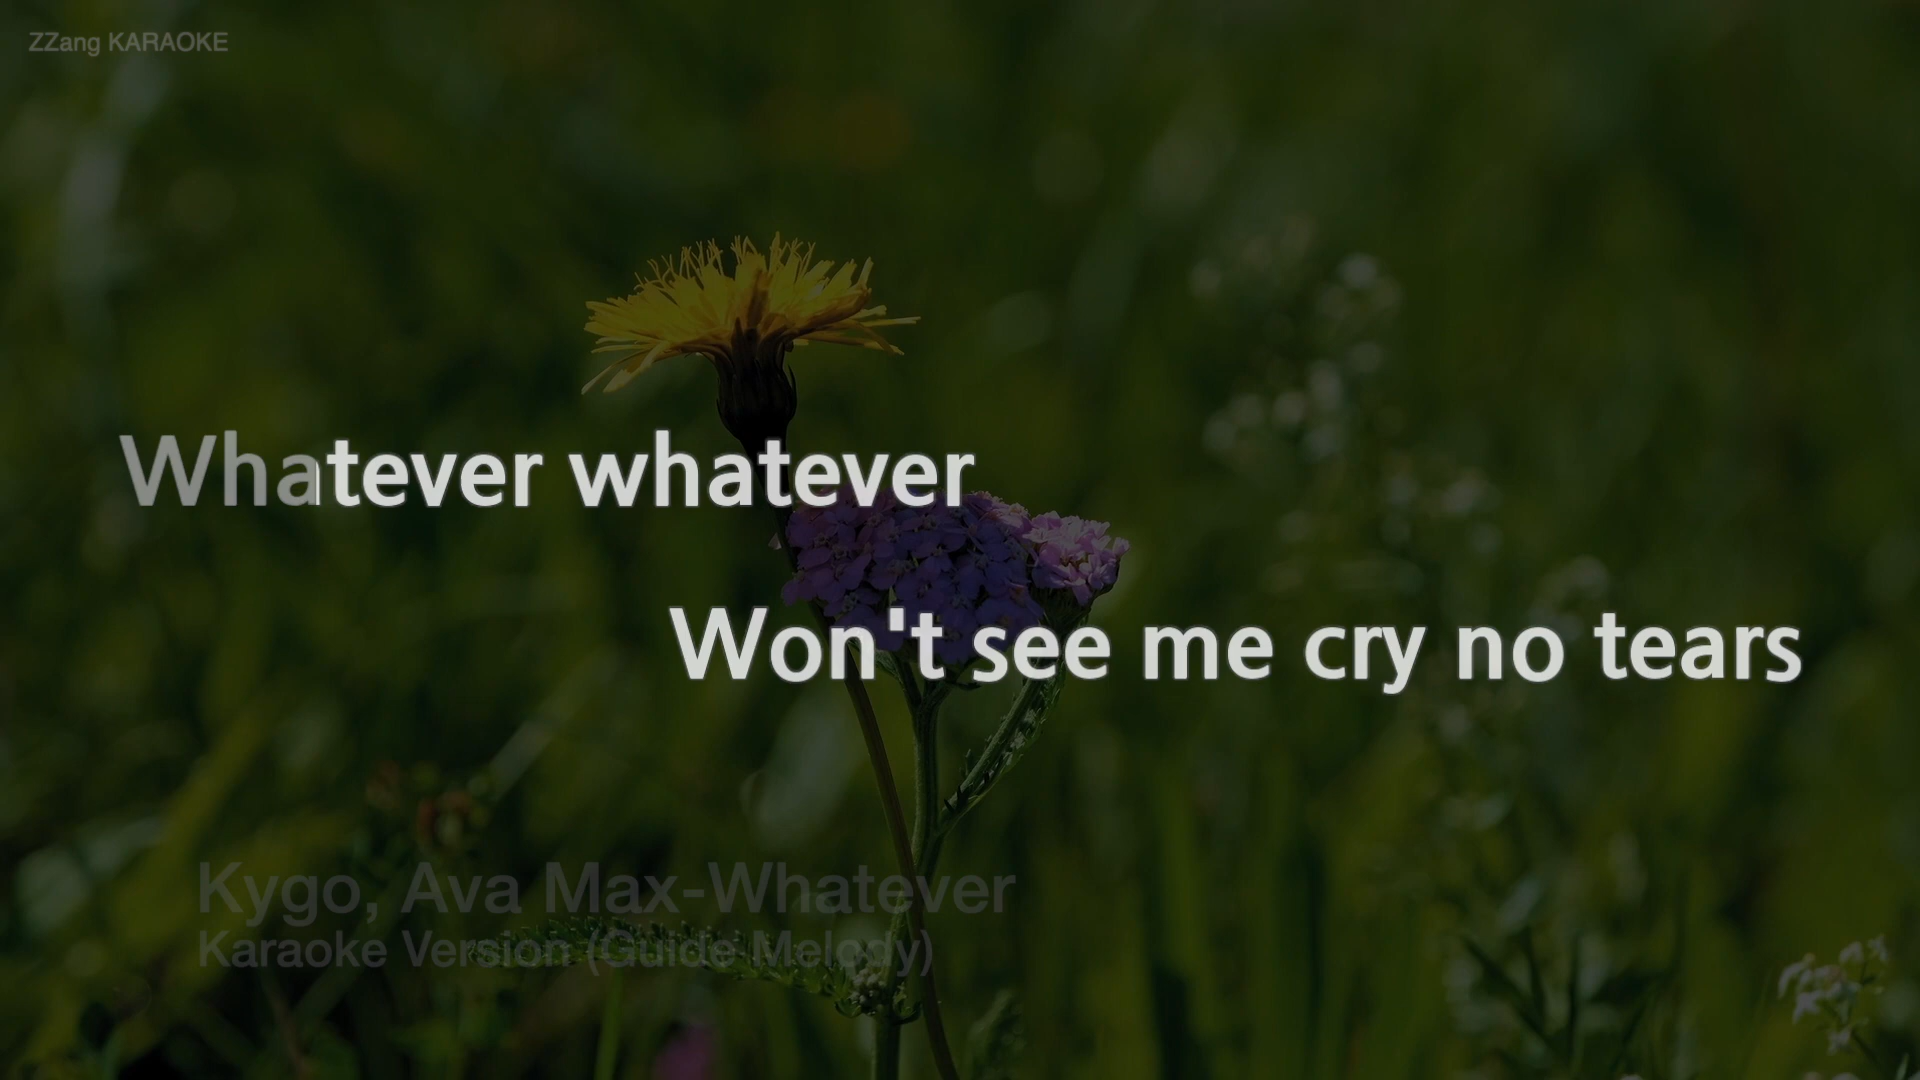 ZZang KARAOKE
Whatever whatever
Won't see me cry no tears
Kygo, Ava Max-Whatever
Karaoke Version (Guide Melody)